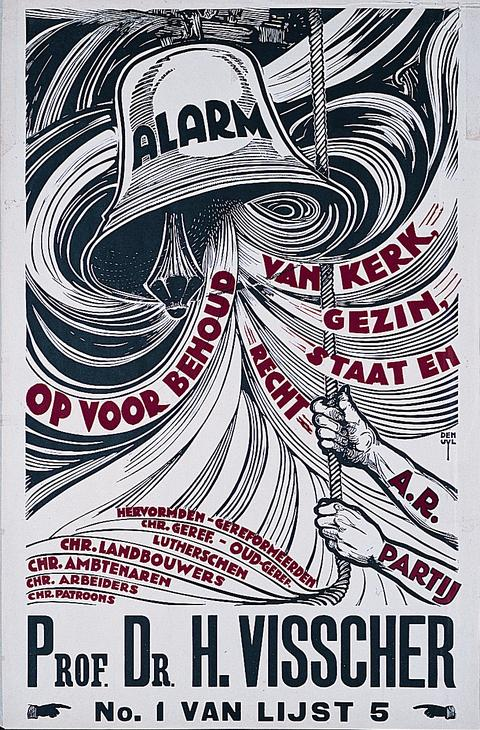 ALARM
OP VOOR BEHOUD
VAN KERK,
GEZIN,
STAAT EN
RECHT=
A.R.
PARTIJ
DEN
UYL
HERVORMDEN - GEREFORMEERDEN
CHR. GEREF. - OUD-GEREF.
LUTHERSCHEN
CHR. LANDBOUWERS
CHR. AMBTENAREN
CHR. ARBEIDERS
CHR. PATROONS
PROF. DR. H. VISSCHER
No. 1 VAN LIJST 5